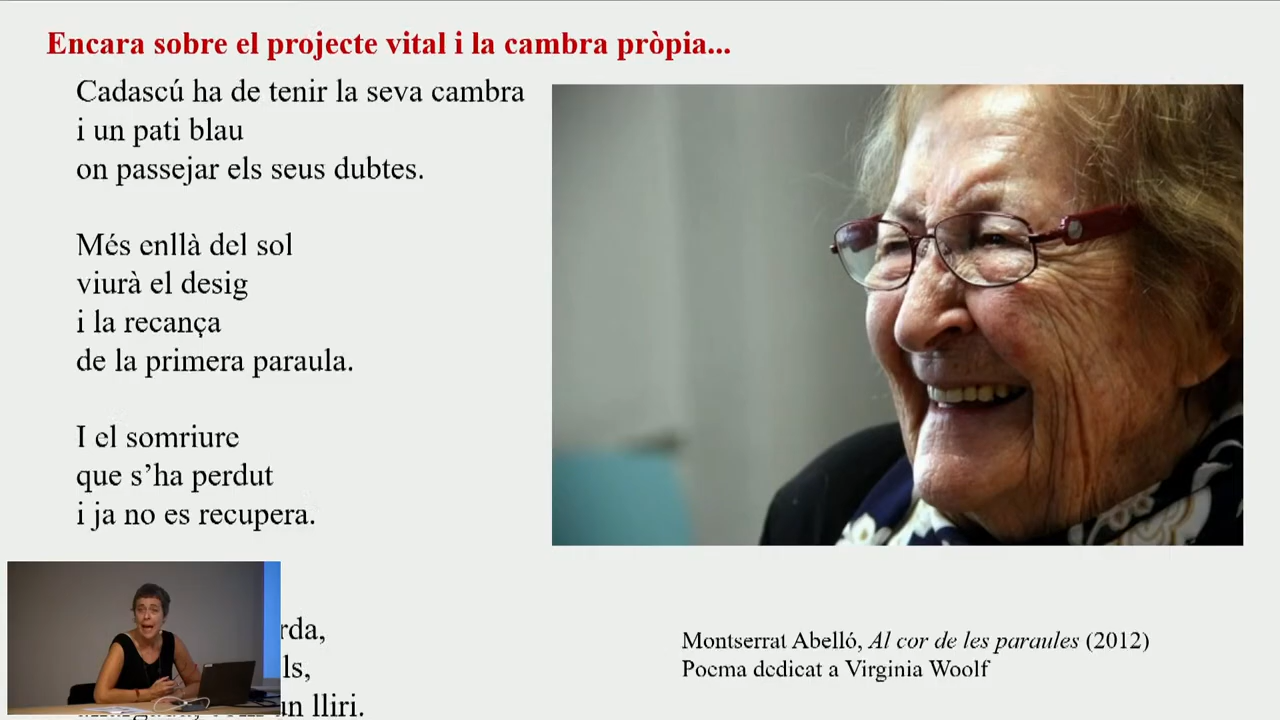 Encara sobre el projecte vital i la cambra pròpia...
Cadascú ha de tenir la seva cambra
i un pati blau
on passejar els seus dubtes.
Més enllà del sol
viurà el desig
i la recança
de la primera paraula.
I el somriure
que s’ha perdut
i ja no es recupera.
un lliri.
Montserrat Abelló, Al cor de les paraules (2012)
Poema dedicat a Virginia Woolf